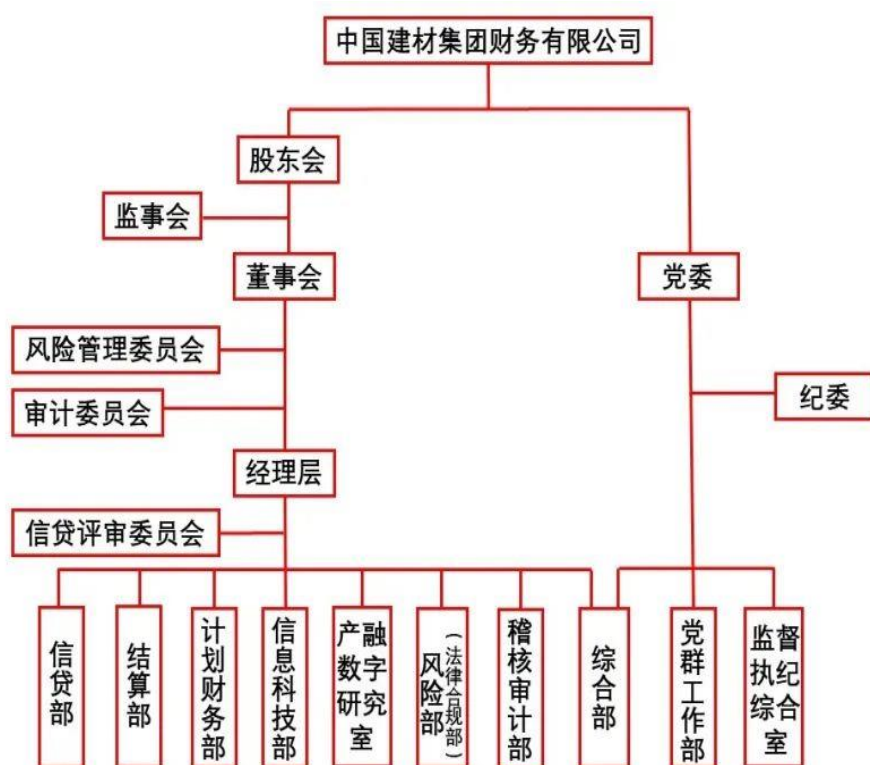 中国建材集团财务有限公司
股东会
监事会
董事会
党委
风险管理委员会
审计委员会
纪委
经理层
信贷评审委员会
信贷部
结算部
计划财务部
信息科技部
产融数字研究室
风险部（法律合规部）
稽核审计部
综合部
党群工作部
监督执纪综合室